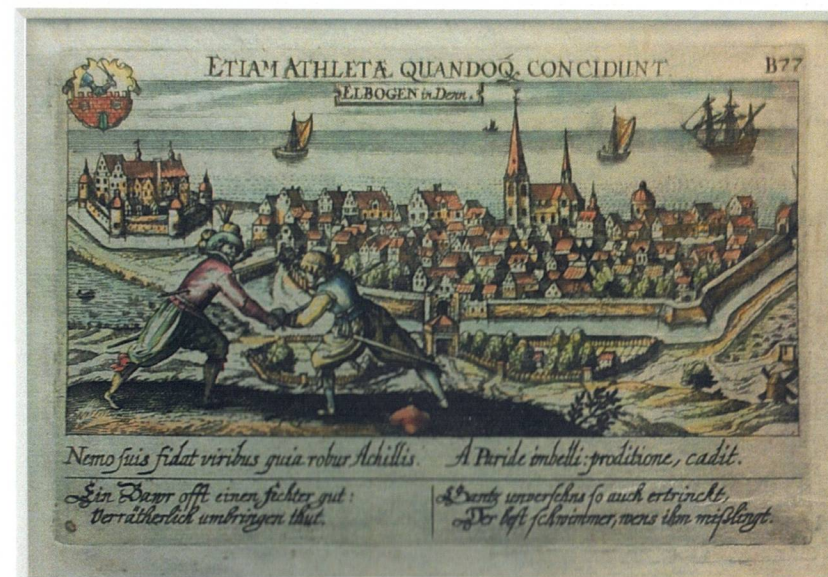 ETIAM ATHLETÆ QUANDOQ. CONCIDUNT. B77
ELBOGEN in Denn.
Nemo suis fidat viribus quia robur Achillis. A Paride imbelli: proditione, cadit.
Ein Bawr offt einen fechter gut:
Verrätherlich umbringen thut.
Gantz unversehns so auch ertrinckt,
Der best schwimmer, wens ihm mißlingt.